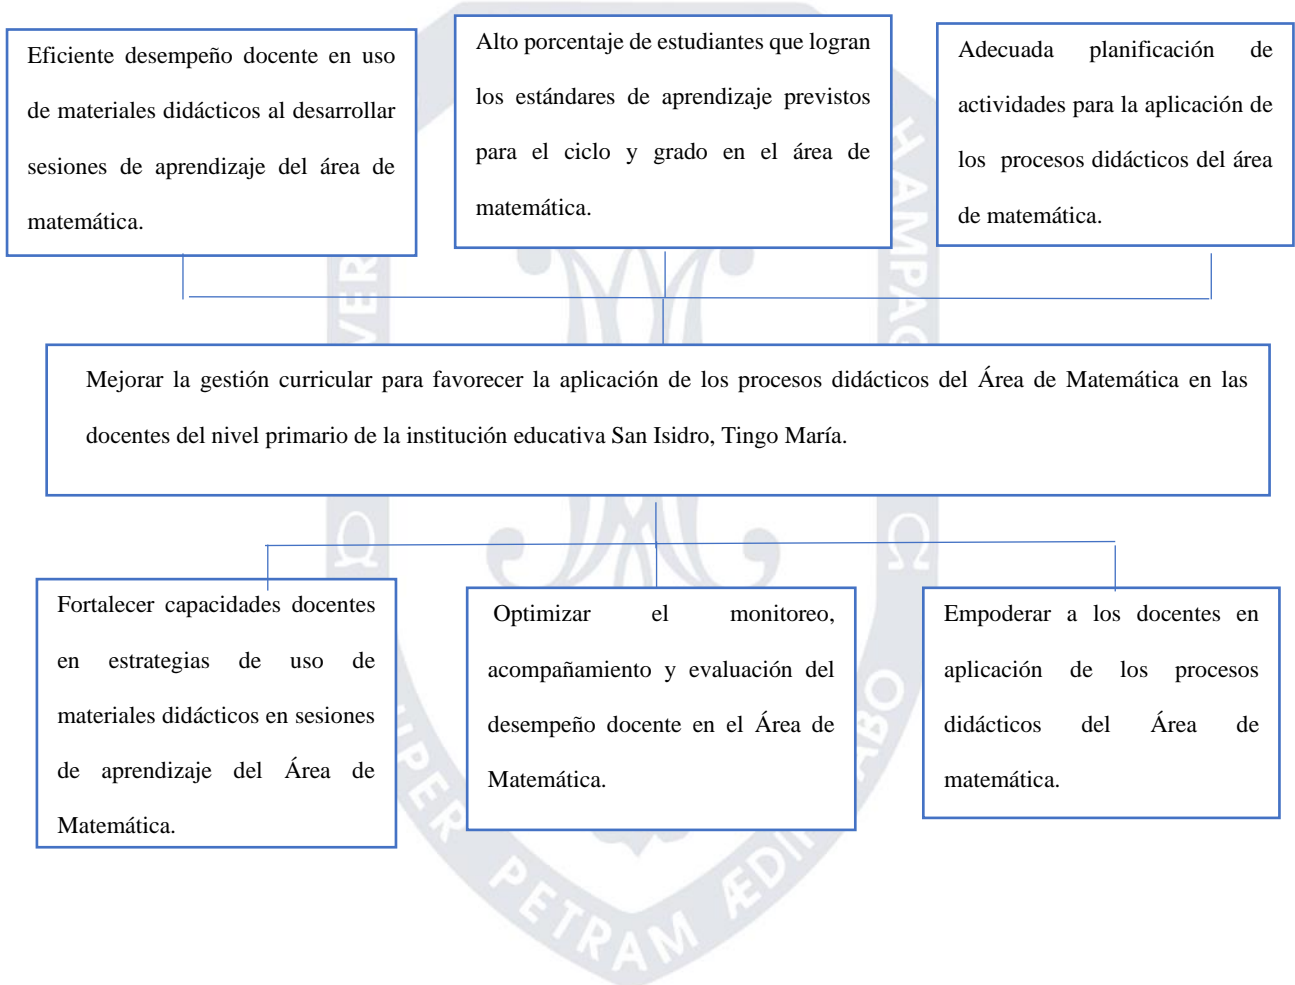 Eficiente desempeño docente en uso
de materiales didácticos al desarrollar
sesiones de aprendizaje del área de
matemática.
Alto porcentaje de estudiantes que logran
los estándares de aprendizaje previstos
para el ciclo y grado en el área de
matemática.
Adecuada planificación de
actividades para la aplicación de
los procesos didácticos del área
de matemática.
Mejorar la gestión curricular para favorecer la aplicación de los procesos didácticos del Área de Matemática en las
docentes del nivel primario de la institución educativa San Isidro, Tingo María.
Fortalecer capacidades docentes
en estrategias de uso de
materiales didácticos en sesiones
de aprendizaje del Área de
Matemática.
Optimizar el monitoreo,
acompañamiento y evaluación del
desempeño docente en el Área de
Matemática.
Empoderar a los docentes en
aplicación de los procesos
didácticos del Área de
matemática.
PETRAM